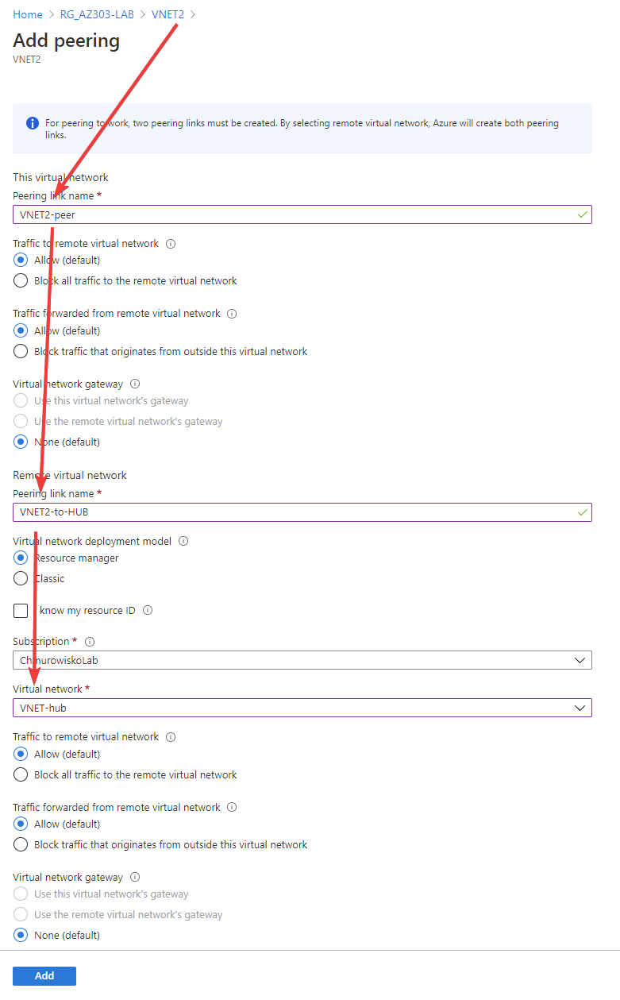 Home > RG_AZ303-LAB > VNET2 >
Add peering
VNET2
For peering to work, two peering links must be created. By selecting remote virtual network, Azure will create both peering
links.
This virtual network
Peering link name *
VNET2-peer
Traffic to remote virtual network
Allow (default)
Block all traffic to the remote virtual network
Traffic forwarded from remote virtual network
Allow (default)
Block traffic that originates from outside this virtual network
Virtual network gateway
Use this virtual network's gateway
Use the remote virtual network's gateway
None (default)
Remote virtual network
Peering link name *
VNET2-to-HUB
Virtual network deployment model
Resource manager
Classic
I know my resource ID
Subscription *
ChmurowiskoLab
Virtual network *
VNET-hub
Traffic to remote virtual network
Allow (default)
Block all traffic to the remote virtual network
Traffic forwarded from remote virtual network
Allow (default)
Block traffic that originates from outside this virtual network
Virtual network gateway
Use this virtual network's gateway
Use the remote virtual network's gateway
None (default)
Add